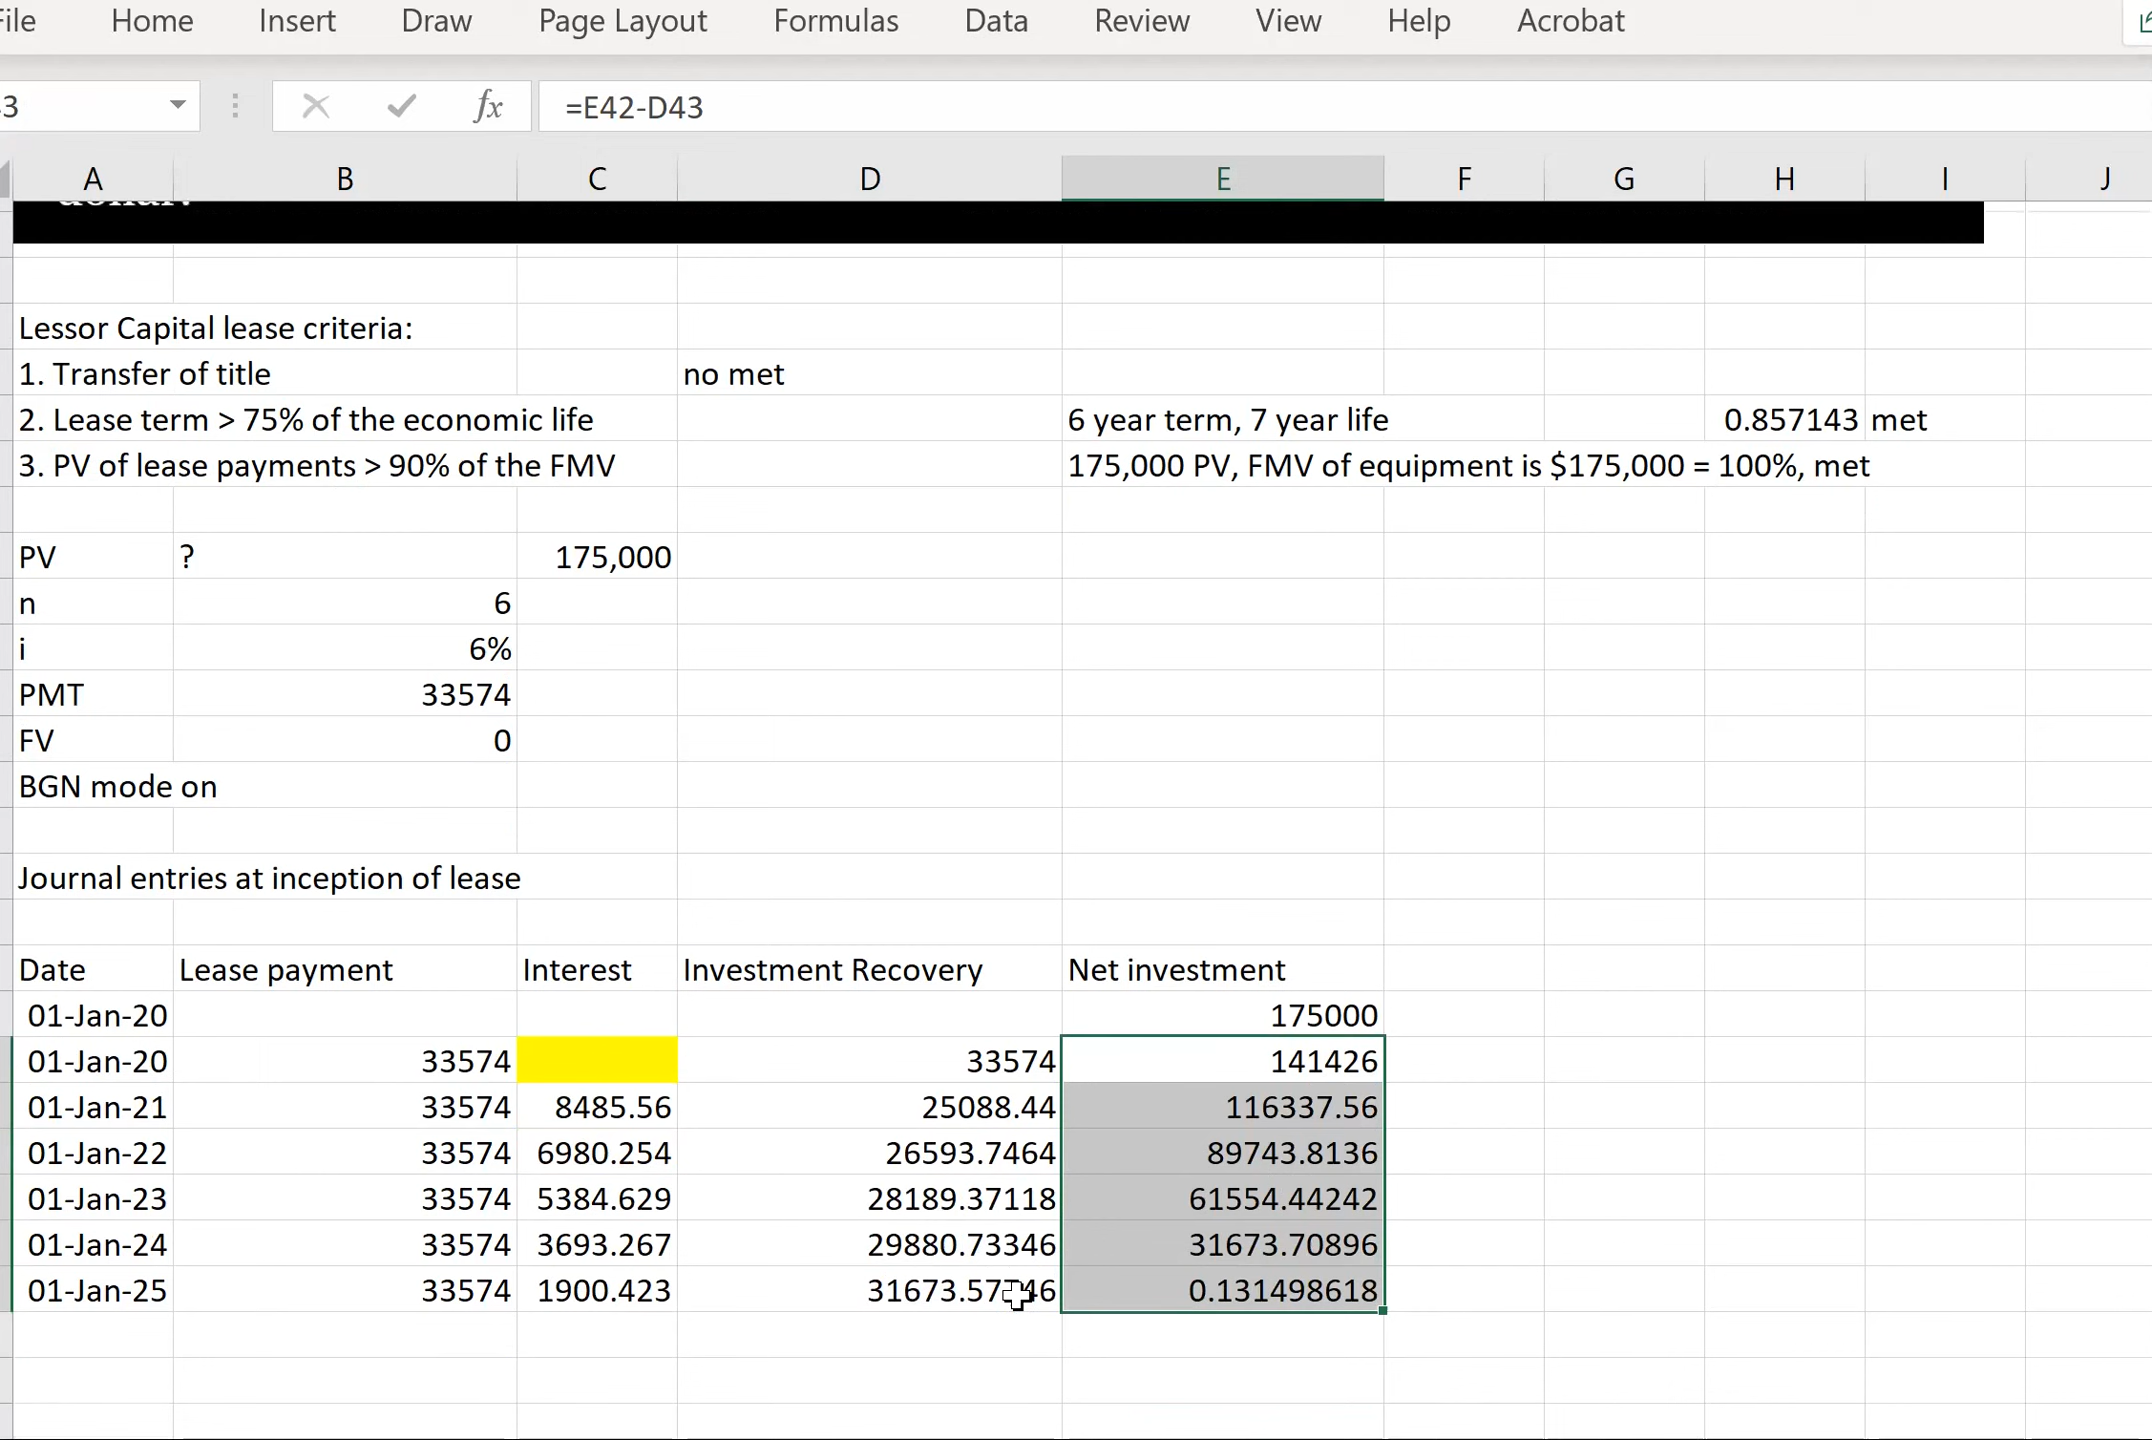 File Home Insert Draw Page Layout Formulas Data Review View Help Acrobat
fx =E42-D43
A B C D E F G H I J
Lessor Capital lease criteria:
1. Transfer of title no met
2. Lease term > 75% of the economic life 6 year term, 7 year life 0.857143 met
3. PV of lease payments > 90% of the FMV 175,000 PV, FMV of equipment is $175,000 = 100%, met
PV ? 175,000
n 6
i 6%
PMT 33574
FV 0
BGN mode on
Journal entries at inception of lease
Date Lease payment Interest Investment Recovery Net investment
01-Jan-20 175000
01-Jan-20 33574 33574 141426
01-Jan-21 33574 8485.56 25088.44 116337.56
01-Jan-22 33574 6980.254 26593.7464 89743.8136
01-Jan-23 33574 5384.629 28189.37118 61554.44242
01-Jan-24 33574 3693.267 29880.73346 31673.70896
01-Jan-25 33574 1900.423 0.131498618